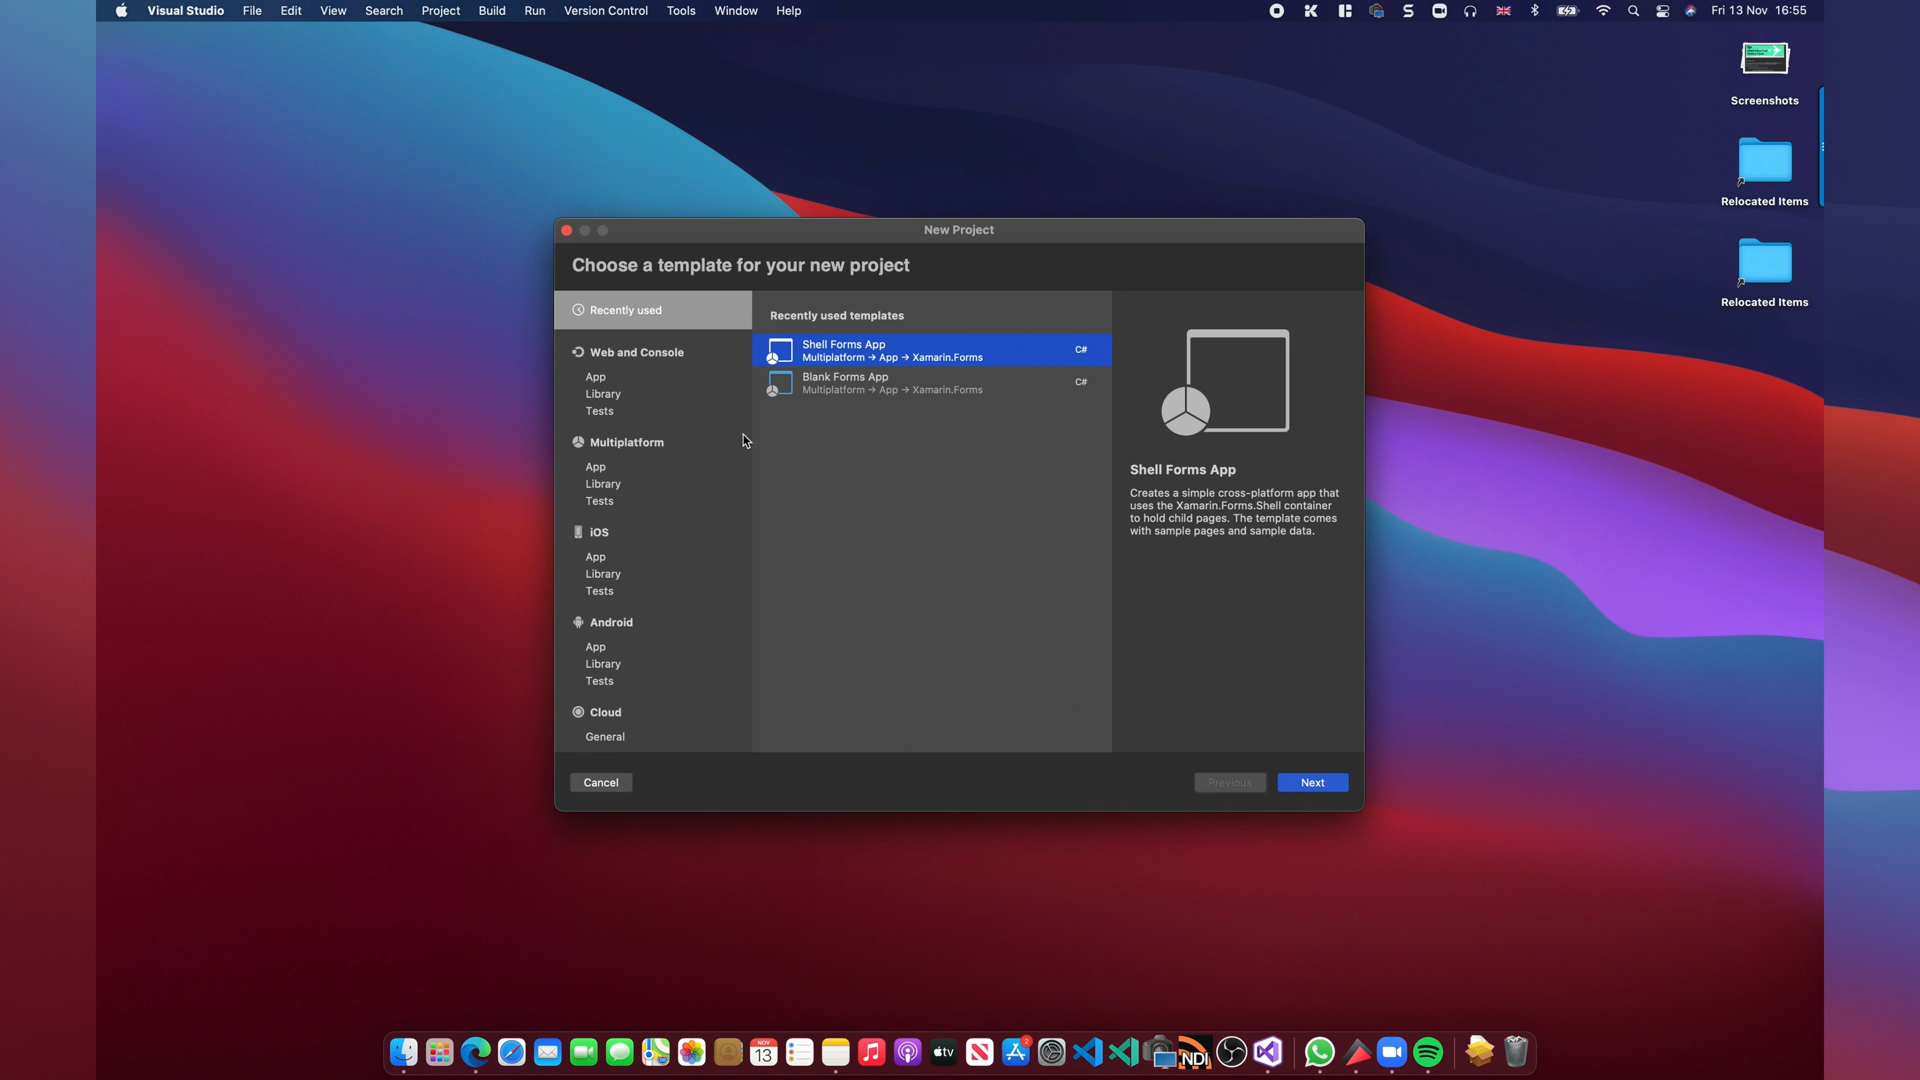 Visual Studio File Edit View Search Project Build Run Version Control Tools Window Help
Fri 13 Nov 16:55
Screenshots
Relocated Items
Relocated Items
New Project
Choose a template for your new project
Recently used
Web and Console
App
Library
Tests
Multiplatform
App
Library
Tests
iOS
App
Library
Tests
Android
App
Library
Tests
Cloud
General
Recently used templates
Shell Forms App
Multiplatform → App → Xamarin.Forms
C#
Blank Forms App
Multiplatform → App → Xamarin.Forms
C#
Shell Forms App
Creates a simple cross-platform app that
uses the Xamarin.Forms.Shell container
to hold child pages. The template comes
with sample pages and sample data.
Cancel
Previous
Next
NOV
13
tv
2
NDI